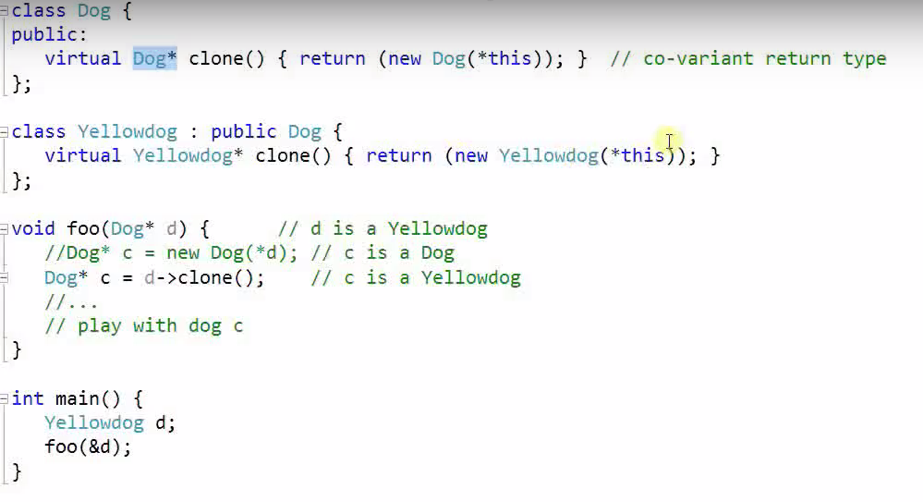 class Dog {
public:
virtual Dog* clone() { return (new Dog(*this)); } // co-variant return type
};
class Yellowdog : public Dog {
virtual Yellowdog* clone() { return (new Yellowdog(*this)); }
};
void foo(Dog* d) { // d is a Yellowdog
//Dog* c = new Dog(*d); // c is a Dog
Dog* c = d->clone(); // c is a Yellowdog
//...
// play with dog c
}
int main() {
Yellowdog d;
foo(&d);
}